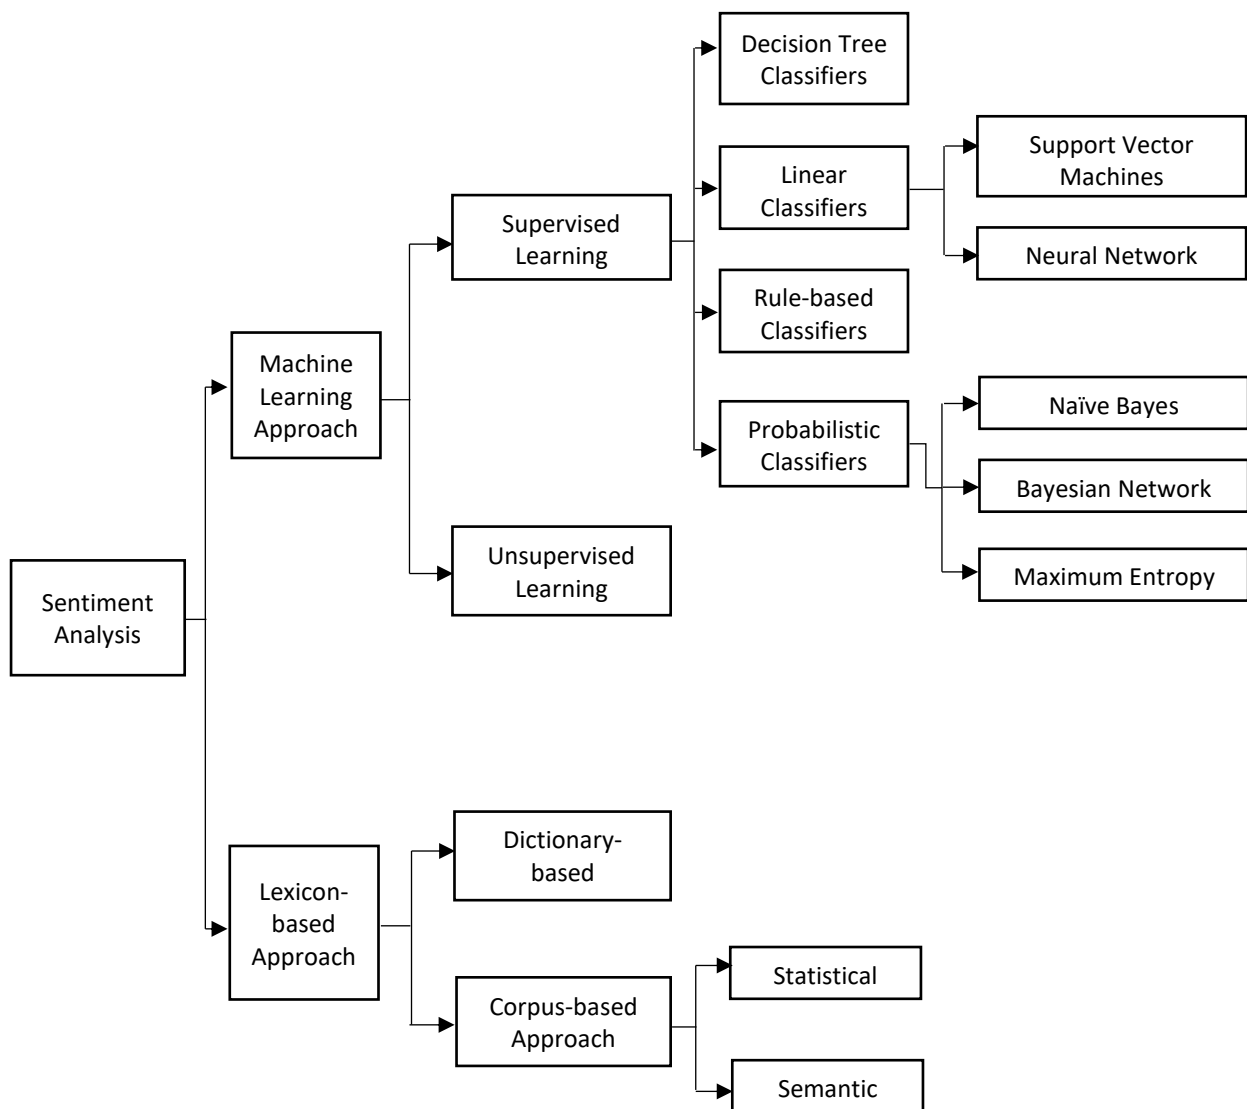 Decision Tree
Classifiers
Linear
Classifiers
Support Vector
Machines
Neural Network
Supervised
Learning
Rule-based
Classifiers
Machine
Learning
Approach
Probabilistic
Classifiers
Naïve Bayes
Bayesian Network
Maximum Entropy
Unsupervised
Learning
Sentiment
Analysis
Dictionary-
based
Lexicon-
based
Approach
Corpus-based
Approach
Statistical
Semantic